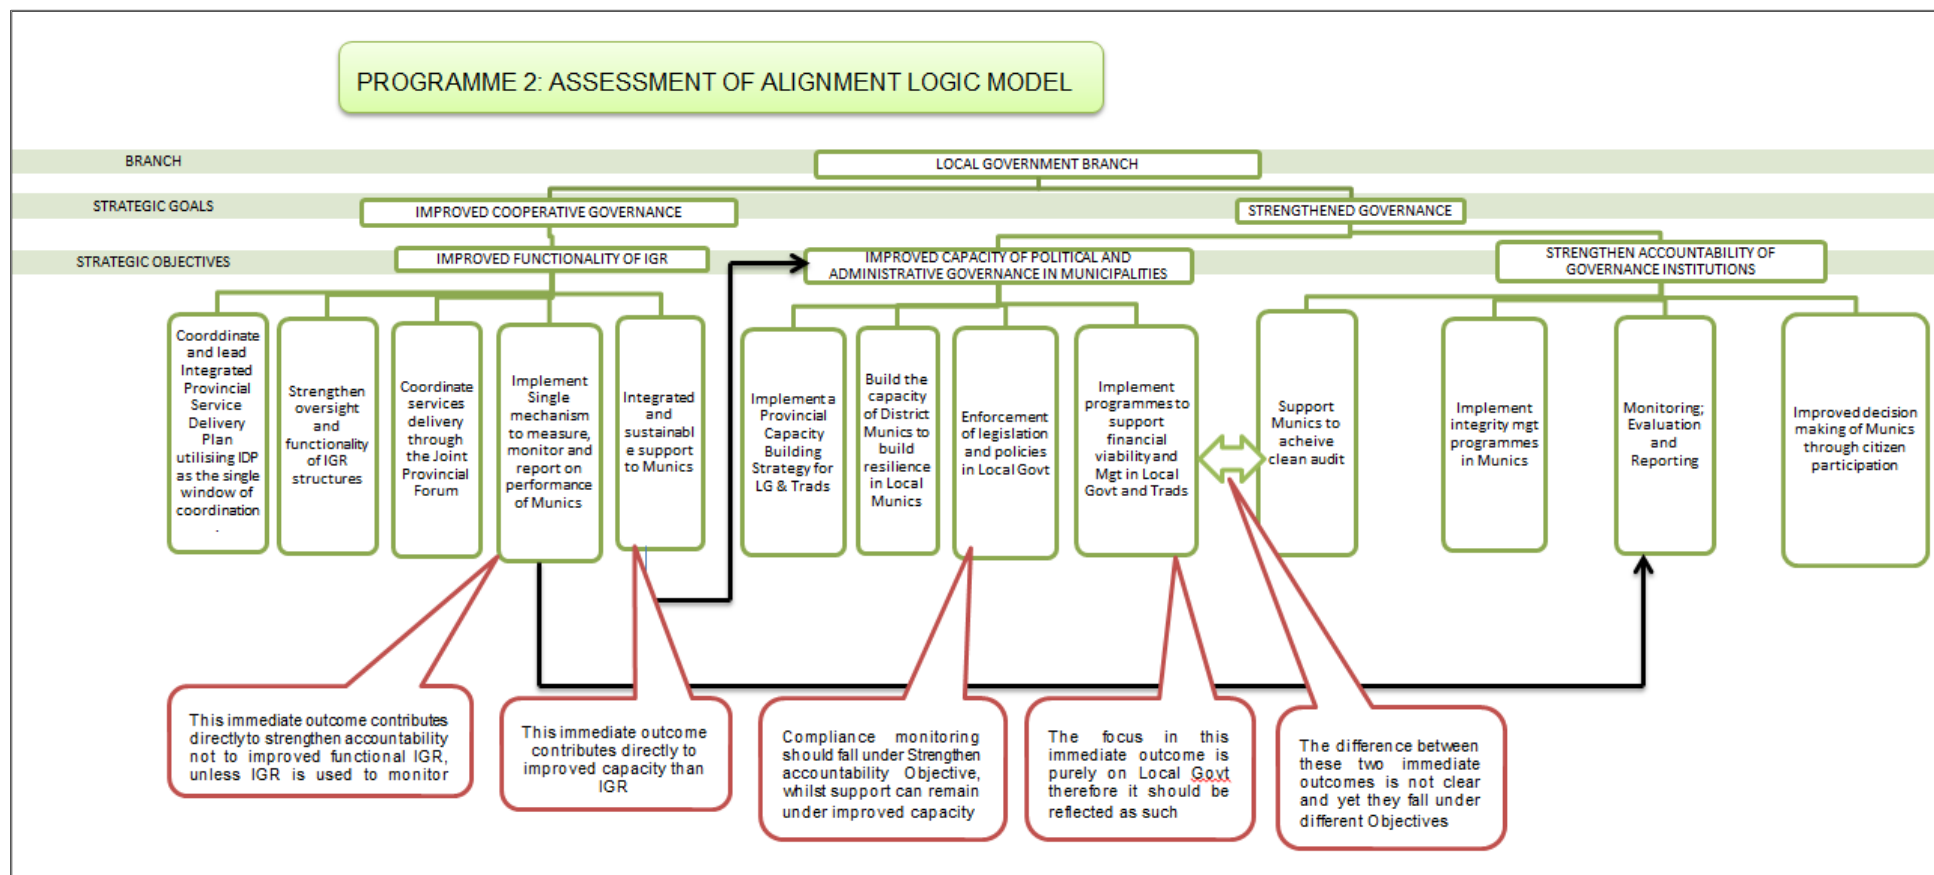 PROGRAMME 2: ASSESSMENT OF ALIGNMENT LOGIC MODEL
BRANCH
LOCAL GOVERNMENT BRANCH
STRATEGIC GOALS
IMPROVED COOPERATIVE GOVERNANCE
STRENGTHENED GOVERNANCE
STRATEGIC OBJECTIVES
IMPROVED FUNCTIONALITY OF IGR
IMPROVED CAPACITY OF POLITICAL AND
ADMINISTRATIVE GOVERNANCE IN MUNICIPALITIES
STRENGTHEN ACCOUNTABILITY OF
GOVERNANCE INSTITUTIONS
Coorddinate
and lead
Integrated
Provincial
Service
Delivery
Plan
utilisiing IDP
as the single
window of
coordination
.
Strengthen
oversight
and
functionality
of IGR
structures
Coordinate
services
delivery
through
the Joint
Provincial
Forum
Implement
Single
mechanism
to measure,
monitor and
report on
performance
of Munics
Integrated
and
sustainabl
e support
to Munics
Implement a
Provincial
Capacity
Building
Strategy for
LG & Trads
Build the
capacity
of District
Munics to
build
resilience
in Local
Munics
Enforcement
of legislation
and policies
in Local Govt
Implement
programmes to
support
financial
viability and
Mgt in Local
Govt and Trads
Support
Munics to
acheive
clean audit
Implement
integrity mgt
programmes
in Munics
Monitoring;
Evaluation
and
Reporting
Improved decision
making of Munics
through citizen
participation
This immediate outcome contributes
directly to strengthen accountability
not to improved functional IGR,
unless IGR is used to monitor
This immediate outcome
contributes directly to
improved capacity than
IGR
Compliance monitoring
should fall under Strengthen
accountability Objective,
whilst support can remain
under improved capacity
The focus in this
immediate outcome is
purely on Local Govt
therefore it should be
reflected as such
The difference between
these two immediate
outcomes is not clear
and yet they fall under
different Objectives